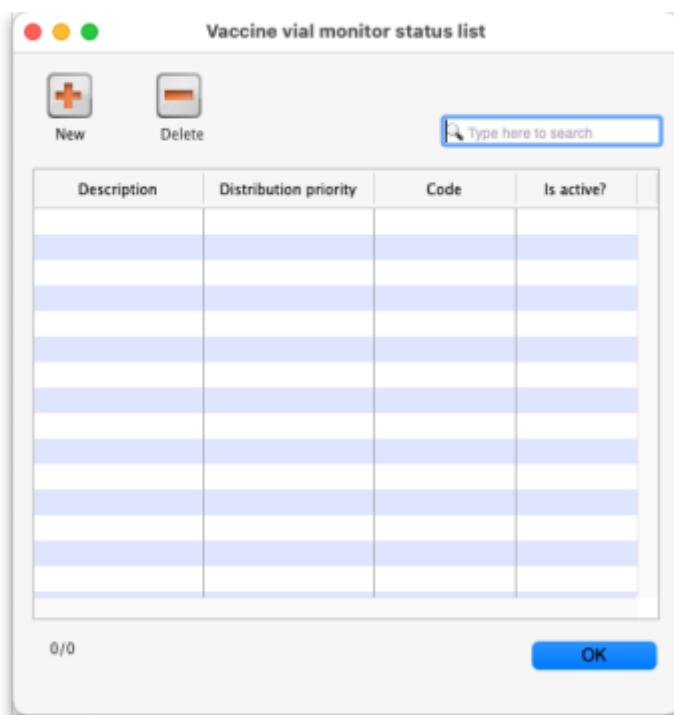 Vaccine vial monitor status list
New Delete
Type here to search
Description Distribution priority Code Is active?
0/0 OK